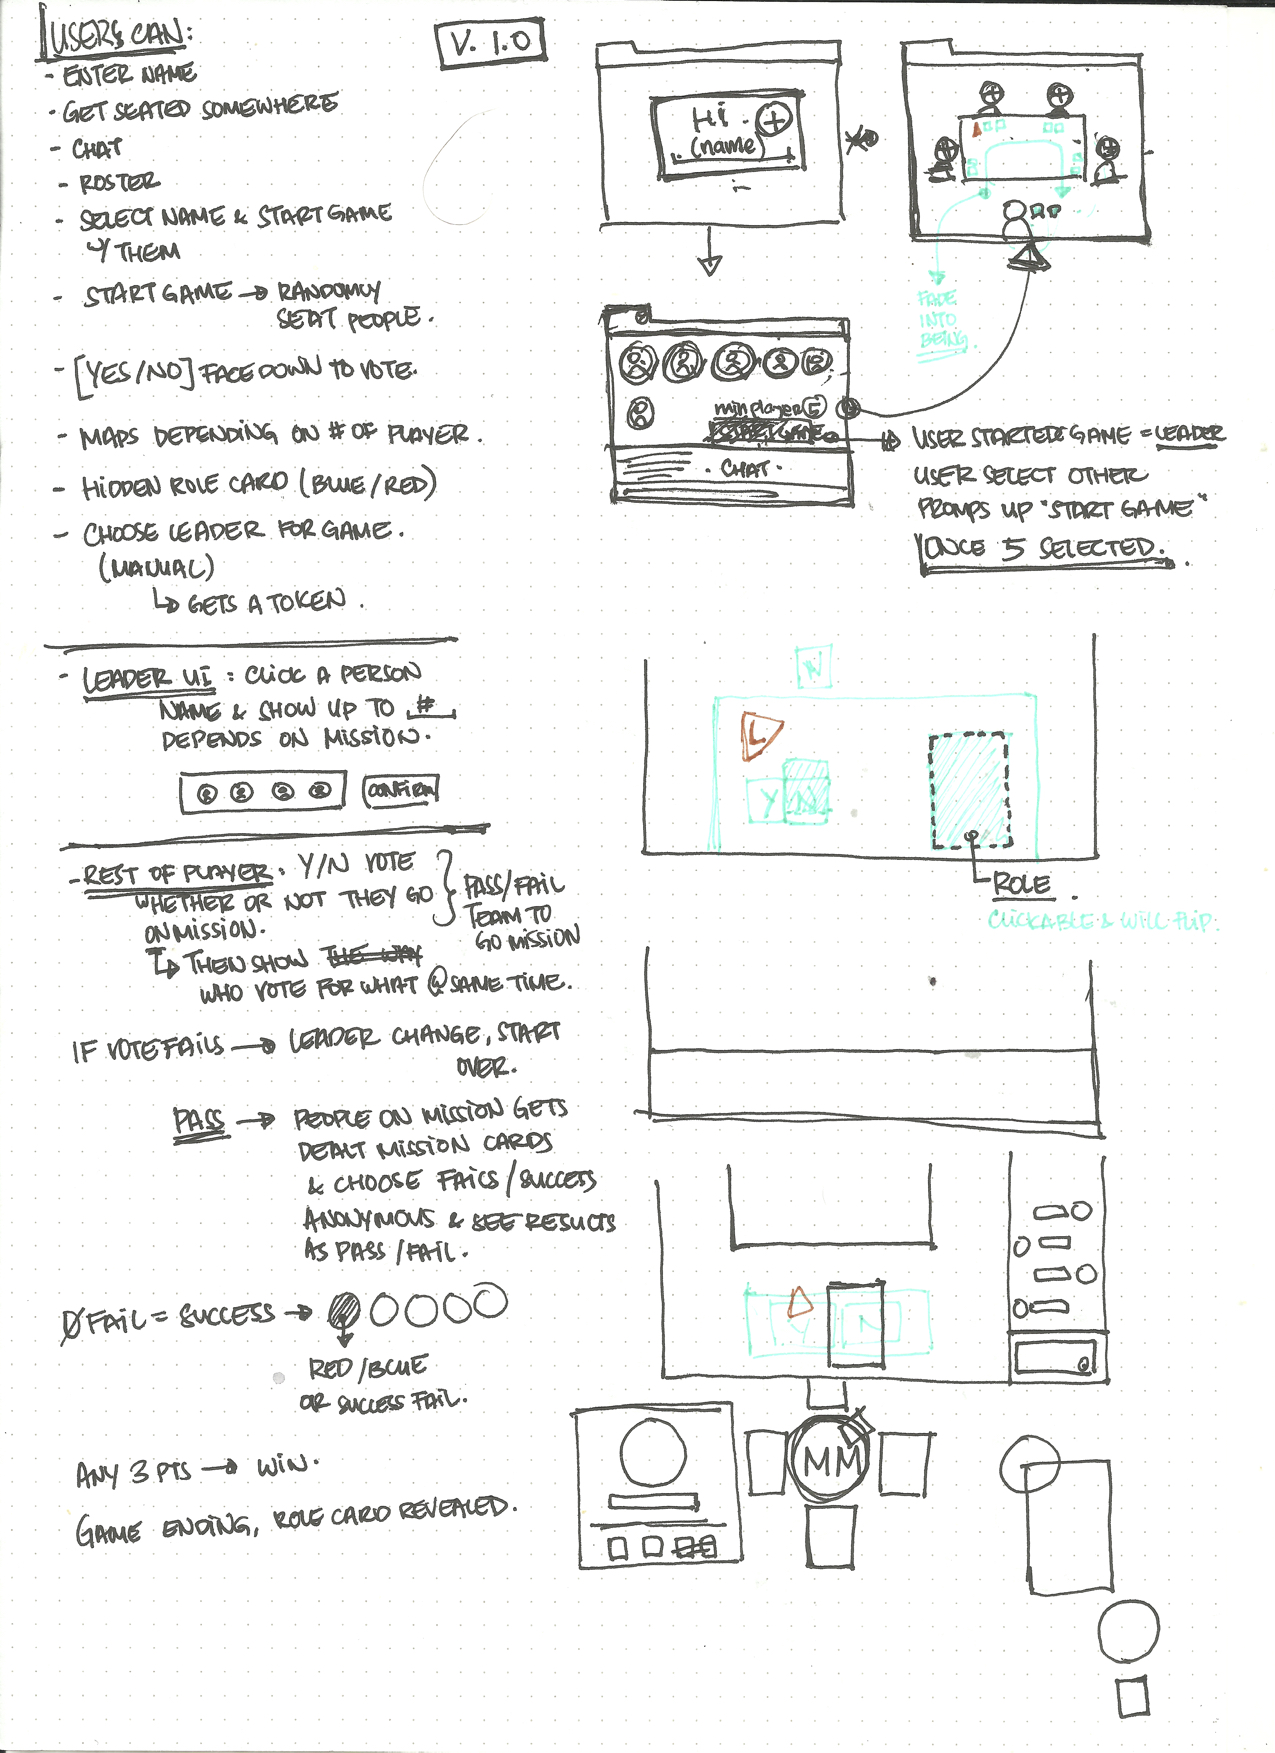 USERS CAN:
V. 1.0
- ENTER NAME
- GET SEATED SOMEWHERE
- CHAT
- ROSTER
- SELECT NAME & START GAME
W/ THEM
- START GAME → RANDOMLY
SEAT PEOPLE.
- [YES/NO] FACE DOWN TO VOTE.
- MAPS DEPENDING ON # OF PLAYER.
- HIDDEN ROLE CARD (BLUE/RED)
- CHOOSE LEADER FOR GAME.
(MANUAL)
↳ GETS A TOKEN.
- LEADER UI : CLICK A PERSON
NAME & SHOW UP TO #
DEPENDS ON MISSION.
CONFIRM
- REST OF PLAYER: Y/N VOTE
WHETHER OR NOT THEY GO
ON MISSION.
PASS/FAIL
TEAM TO
GO MISSION
↳ THEN SHOW THE WAY
WHO VOTE FOR WHAT @ SAME TIME.
IF VOTE FAILS → LEADER CHANGE, START
OVER.
PASS → PEOPLE ON MISSION GETS
DEALT MISSION CARDS
& CHOOSE FAILS/SUCCESS
ANONYMOUS & SEE RESULTS
AS PASS/FAIL.
0 FAIL = SUCCESS →
RED/BLUE
OR SUCCESS FAIL.
ANY 3 PTS → WIN.
GAME ENDING, ROLE CARD REVEALED.
Hi.
(name)
FADE
INTO
BEING
min player 5
START GAME
CHAT
→ USER STARTED GAME = LEADER
USER SELECT OTHER
PROMPS UP "START GAME"
ONCE 5 SELECTED.
N
L
Y N
ROLE
CLICKABLE & WILL FLIP.
Y N
MM